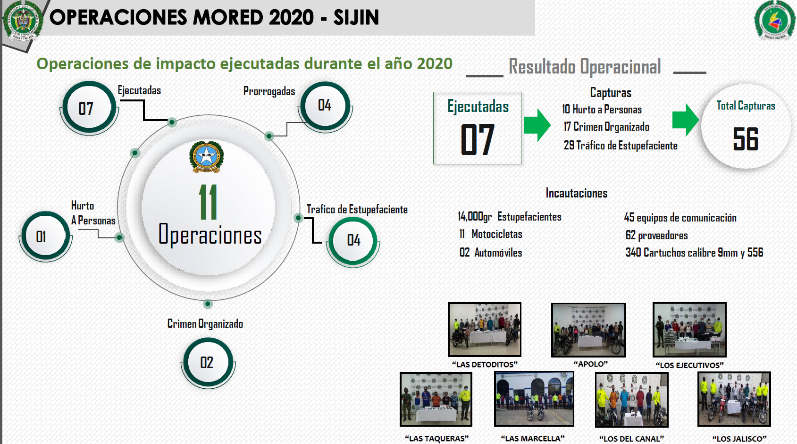 OPERACIONES MORED 2020 - SIJIN
Operaciones de impacto ejecutadas durante el año 2020
07
Ejecutadas
Prorrogadas
04
11
Operaciones
Hurto
A Personas
01
Trafico de Estupefaciente
04
Crimen Organizado
02
Resultado Operacional
Ejecutadas
07
Capturas
10 Hurto a Personas
17 Crimen Organizado
29 Tráfico de Estupefaciente
Total Capturas
56
Incautaciones
14,000gr Estupefacientes
11 Motocicletas
02 Automóviles
45 equipos de comunicación
62 proveedores
340 Cartuchos calibre 9mm y 556
"LAS DETODITOS"
"APOLO"
"LOS EJECUTIVOS"
"LAS TAQUERAS"
"LAS MARCELLA"
"LOS DEL CANAL"
"LOS JALISCO"